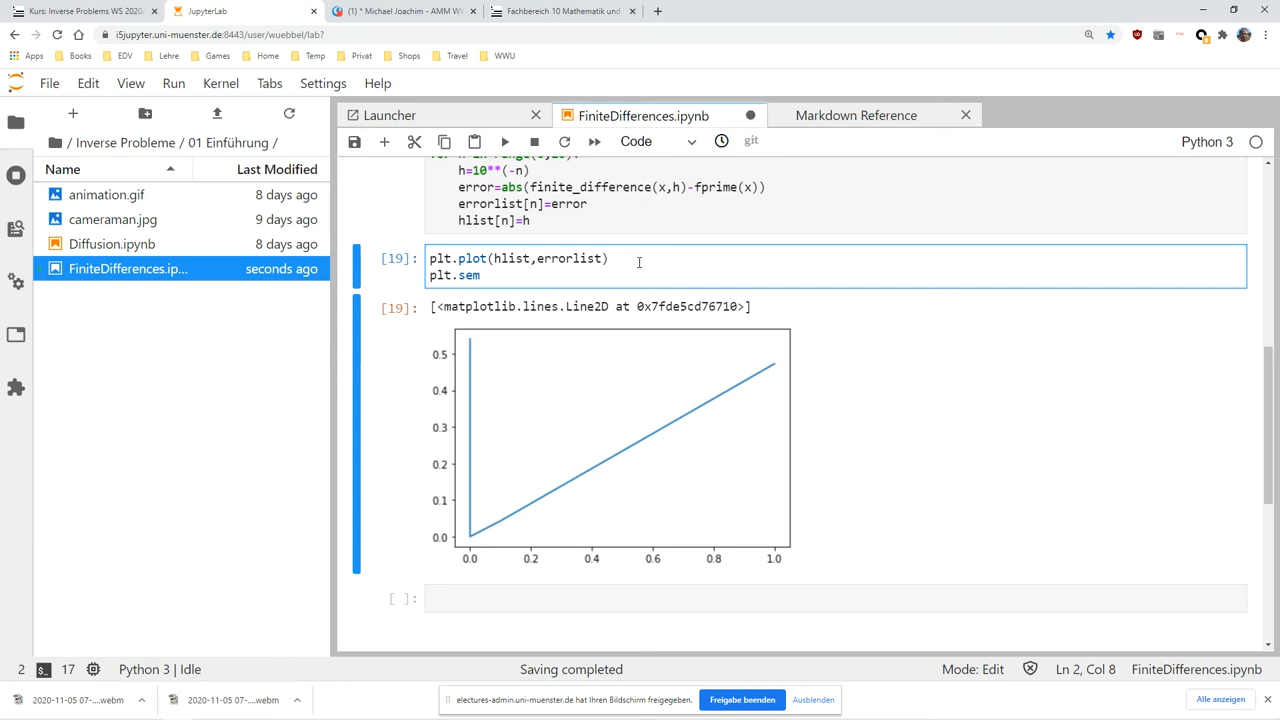 Kurs: Inverse Problems WS 2020/
JupyterLab
(1) * Michael Joachim - AMM WV
Fachbereich 10 Mathematik und
i5jupyter.uni-muenster.de:8443/user/wuebbel/lab?
Apps
Books
EDV
Lehre
Games
Home
Temp
Privat
Shops
Travel
WWU
File
Edit
View
Run
Kernel
Tabs
Settings
Help
/ Inverse Probleme / 01 Einführung /
Name
Last Modified
animation.gif
8 days ago
cameraman.jpg
9 days ago
Diffusion.ipynb
8 days ago
FiniteDifferences.ip...
seconds ago
Launcher
FiniteDifferences.ipynb
Markdown Reference
Code
git
Python 3
h=10**(-n)
error=abs(finite_difference(x,h)-fprime(x))
errorlist[n]=error
hlist[n]=h
[19]:
plt.plot(hlist,errorlist)
plt.sem
[19]:
[<matplotlib.lines.Line2D at 0x7fde5cd76710>]
0.5
0.4
0.3
0.2
0.1
0.0
0.0 0.2 0.4 0.6 0.8 1.0
[ ]:
2
17
Python 3 | Idle
Saving completed
Mode: Edit
Ln 2, Col 8
FiniteDifferences.ipynb
2020-11-05 07-....webm
2020-11-05 07-....webm
electures-admin.uni-muenster.de hat Ihren Bildschirm freigegeben.
Freigabe beenden
Ausblenden
Alle anzeigen